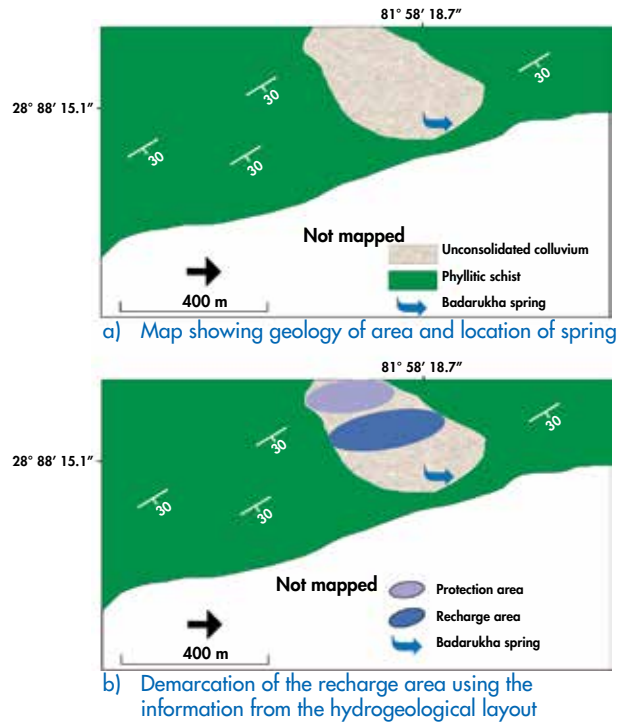 81° 58' 18.7"
28° 88' 15.1"
30
30
30
30
Not mapped
Unconsolidated colluvium
Phyllitic schist
Badarukha spring
400 m
a) Map showing geology of area and location of spring
81° 58' 18.7"
28° 88' 15.1"
30
30
30
30
Not mapped
Protection area
Recharge area
Badarukha spring
400 m
b) Demarcation of the recharge area using the
information from the hydrogeological layout